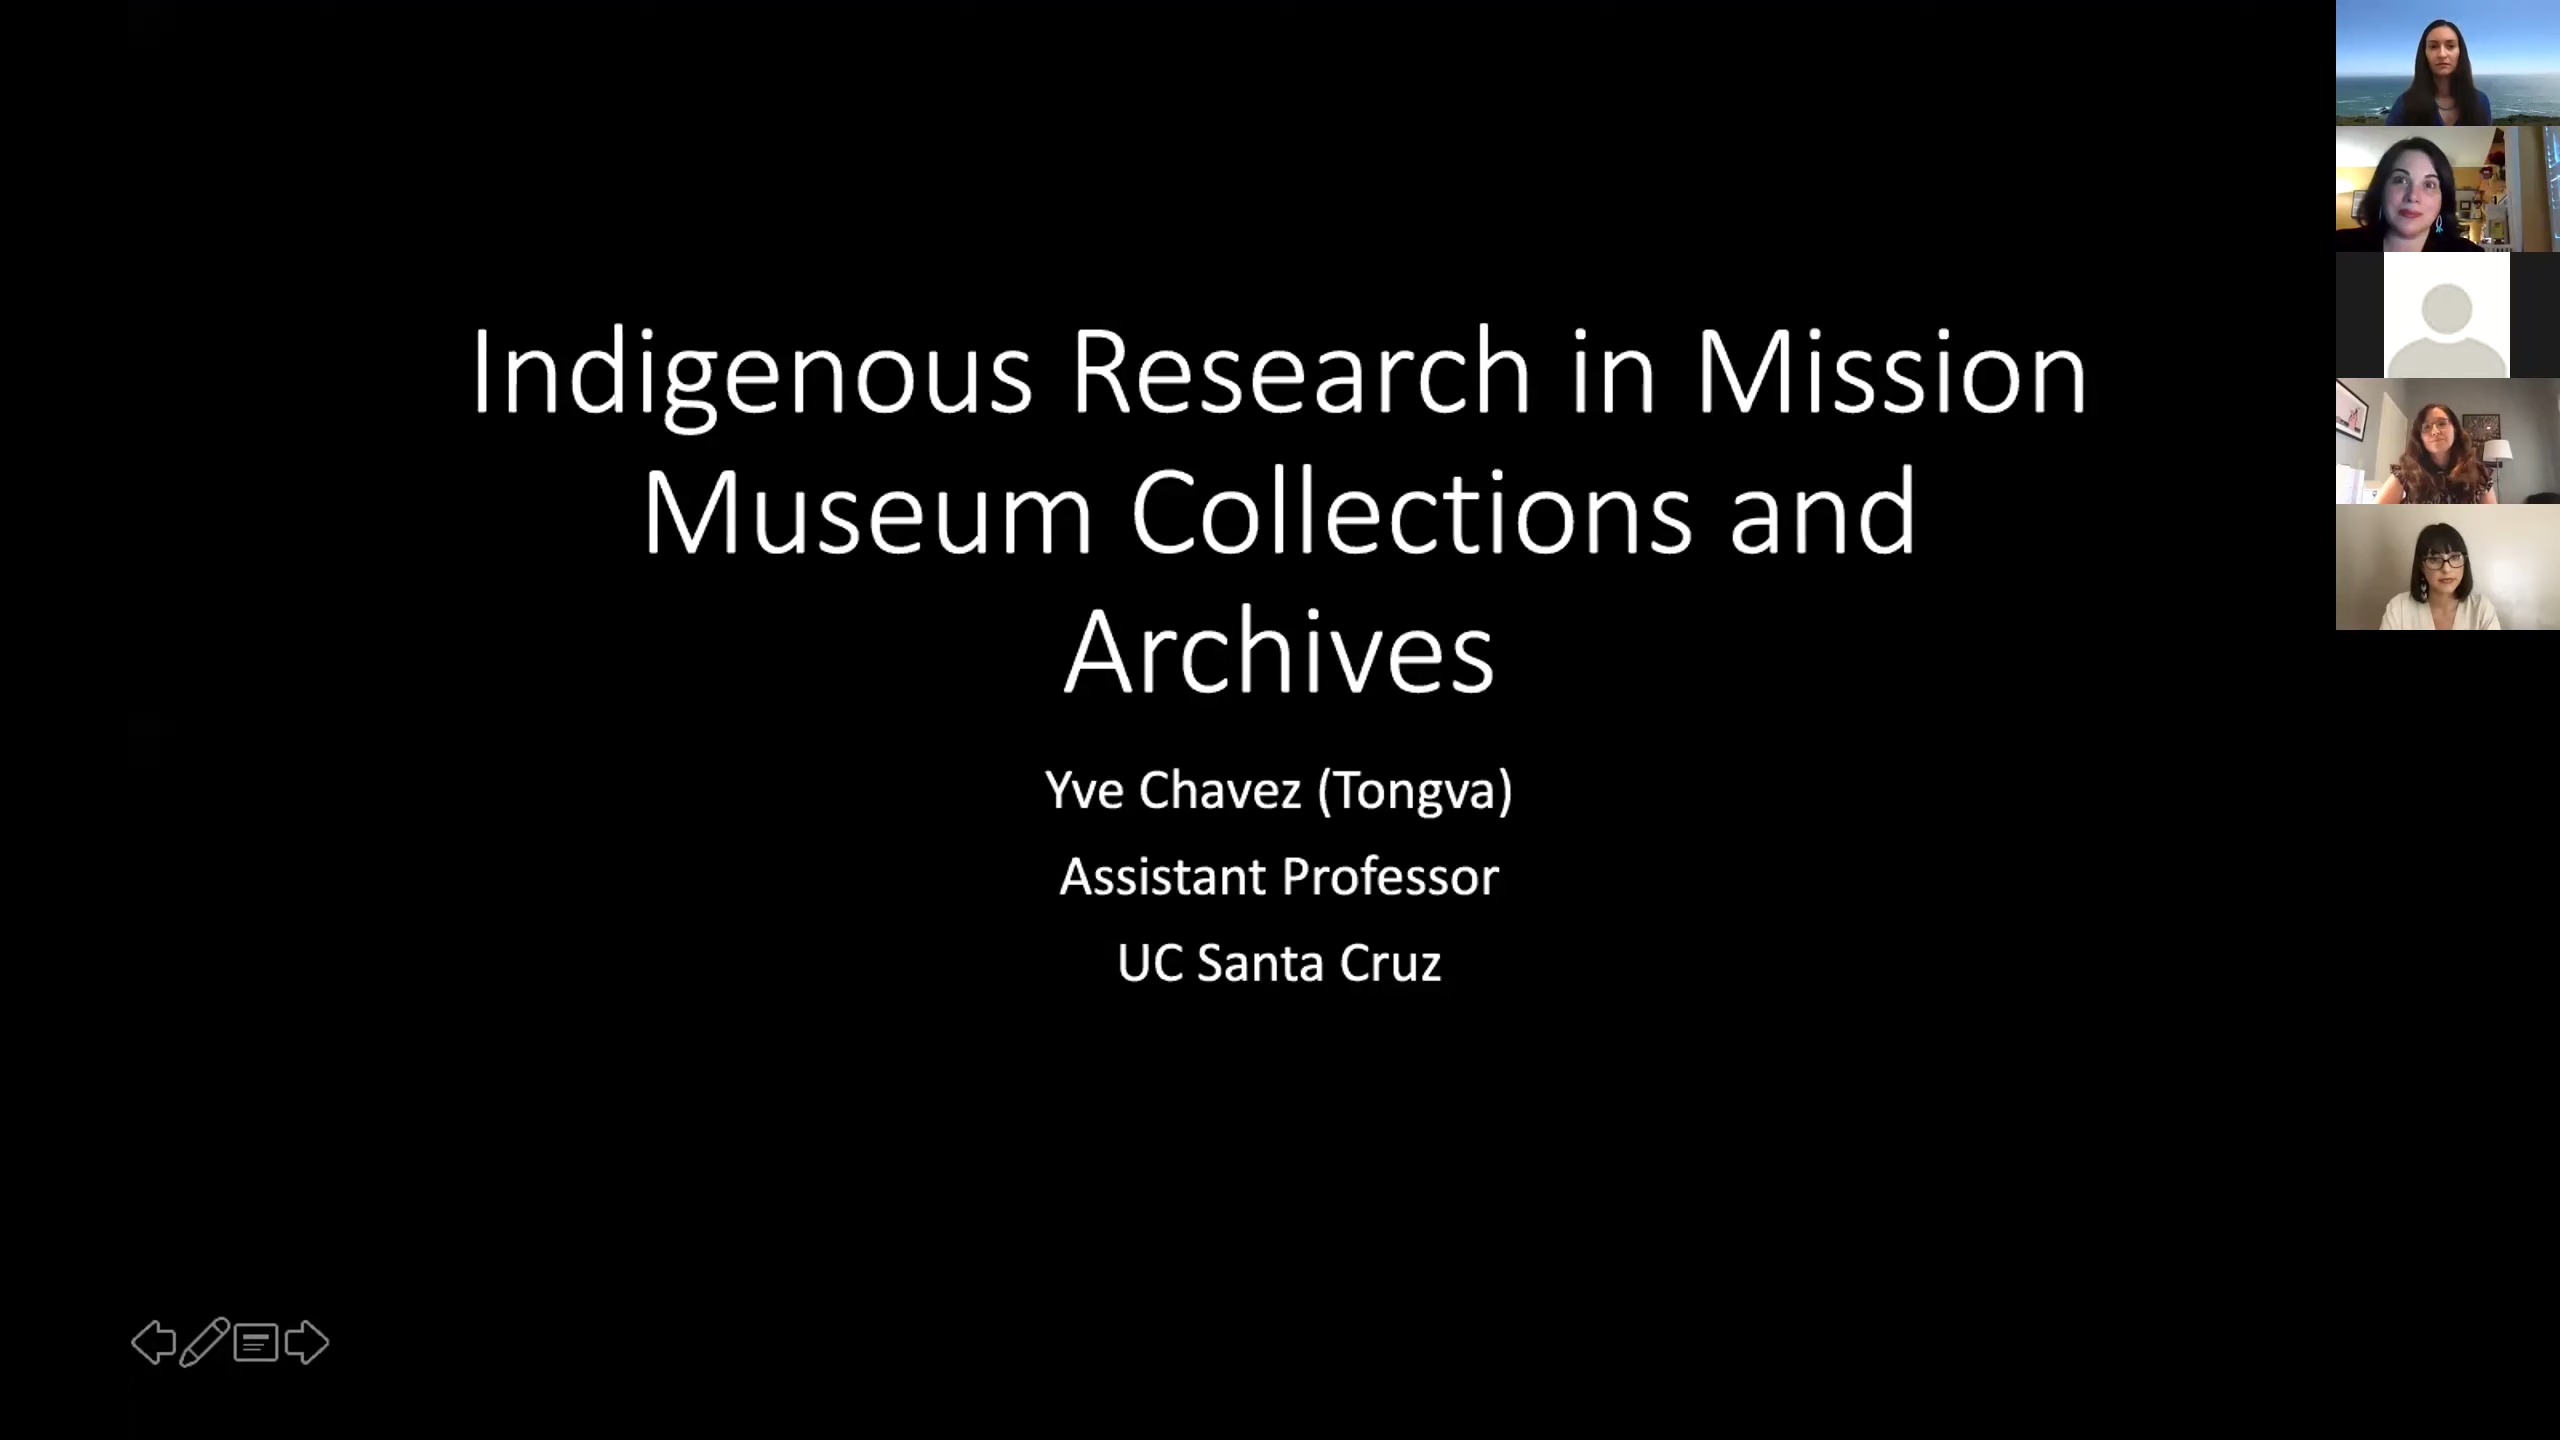 Indigenous Research in Mission
Museum Collections and
Archives
Yve Chavez (Tongva)
Assistant Professor
UC Santa Cruz